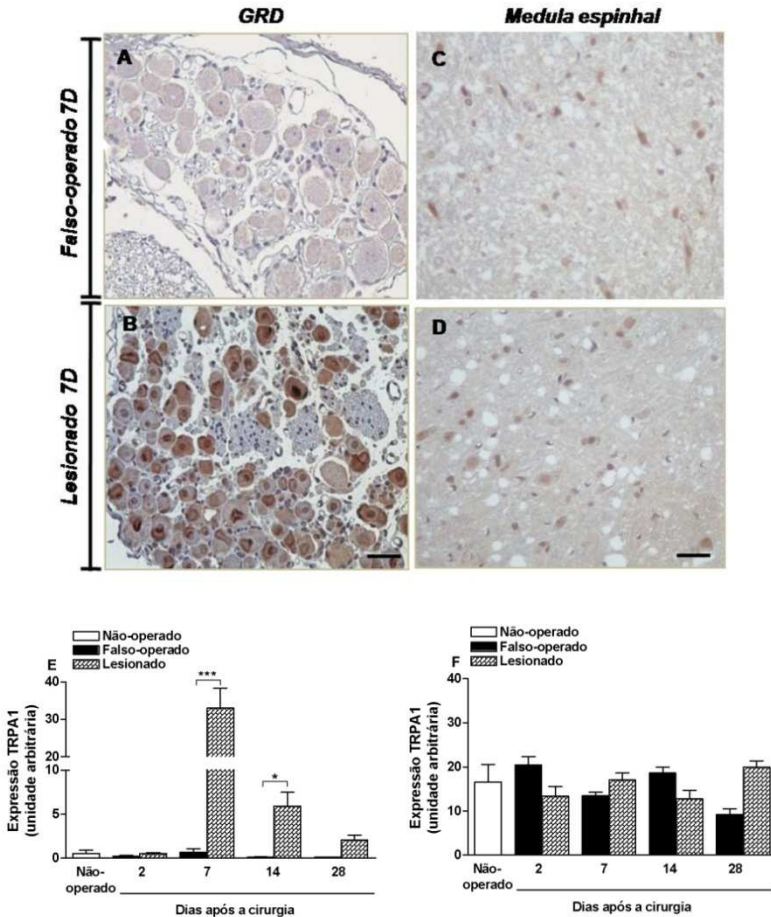 GRD
Medula espinhal
Falso-operado 7D
Lesionado 7D
A
C
B
D
Não-operado
Falso-operado
Lesionado
E
***
*
Expressão TRPA1
(unidade arbitrária)
40
30
20
10
5
0
Não-
operado
2
7
14
28
Dias após a cirurgia
Não-operado
Falso-operado
Lesionado
F
Expressão TRPA1
(unidade arbitrária)
40
30
20
10
0
Não-
operado
2
7
14
28
Dias após a cirurgia